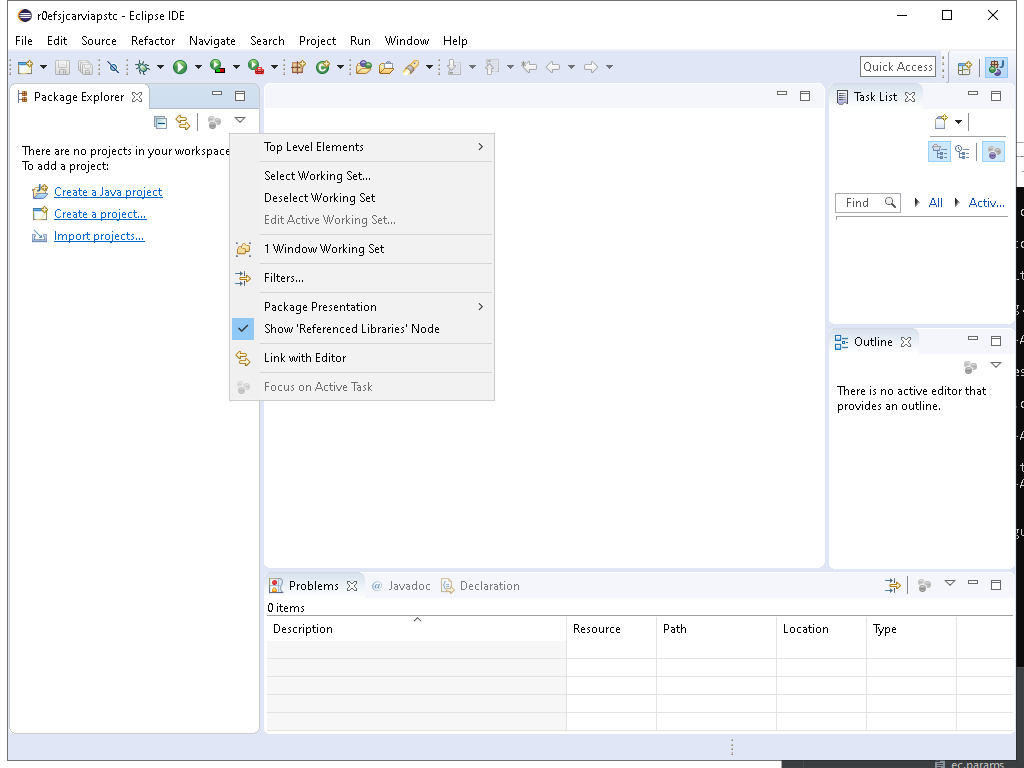 r0efsjcarviapstc - Eclipse IDE
File Edit Source Refactor Navigate Search Project Run Window Help
Quick Access
Package Explorer
Task List
There are no projects in your workspace
To add a project:
Create a Java project
Create a project...
Import projects...
Top Level Elements
Select Working Set...
Deselect Working Set
Edit Active Working Set...
1 Window Working Set
Filters...
Package Presentation
Show 'Referenced Libraries' Node
Link with Editor
Focus on Active Task
Find All Activ...
Outline
There is no active editor that
provides an outline.
Problems @ Javadoc Declaration
0 items
Description Resource Path Location Type
ec.params